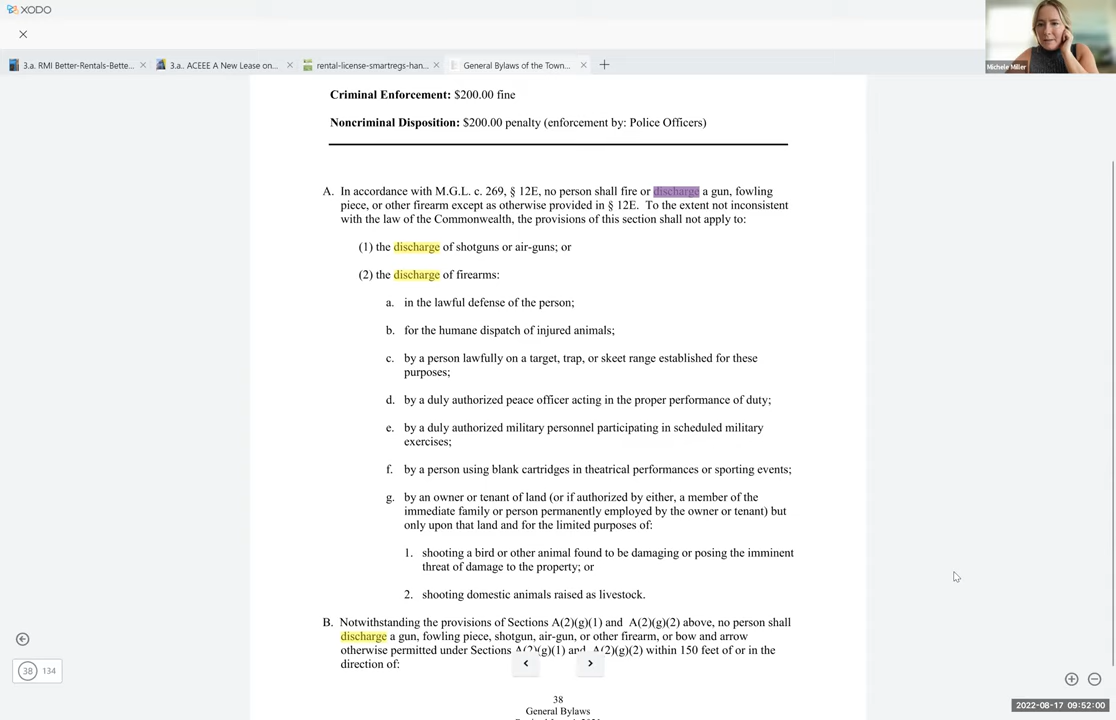 XODO
3.a. RMI Better-Rentals-Bette...
3.a.. ACEEE A New Lease on...
rental-license-smartregs-han...
General Bylaws of the Town...
Michele Miller
Criminal Enforcement: $200.00 fine
Noncriminal Disposition: $200.00 penalty (enforcement by: Police Officers)
A. In accordance with M.G.L. c. 269, § 12E, no person shall fire or discharge a gun, fowling
piece, or other firearm except as otherwise provided in § 12E. To the extent not inconsistent
with the law of the Commonwealth, the provisions of this section shall not apply to:
(1) the discharge of shotguns or air-guns; or
(2) the discharge of firearms:
a. in the lawful defense of the person;
b. for the humane dispatch of injured animals;
c. by a person lawfully on a target, trap, or skeet range established for these
purposes;
d. by a duly authorized peace officer acting in the proper performance of duty;
e. by a duly authorized military personnel participating in scheduled military
exercises;
f. by a person using blank cartridges in theatrical performances or sporting events;
g. by an owner or tenant of land (or if authorized by either, a member of the
immediate family or person permanently employed by the owner or tenant) but
only upon that land and for the limited purposes of:
1. shooting a bird or other animal found to be damaging or posing the imminent
threat of damage to the property; or
2. shooting domestic animals raised as livestock.
B. Notwithstanding the provisions of Sections A(2)(g)(1) and A(2)(g)(2) above, no person shall
discharge a gun, fowling piece, shotgun, air-gun, or other firearm, or bow and arrow
otherwise permitted under Sections A(2)(g)(1) and A(2)(g)(2) within 150 feet of or in the
direction of:
38 134
38
General Bylaws
2022-08-17 09:52:00